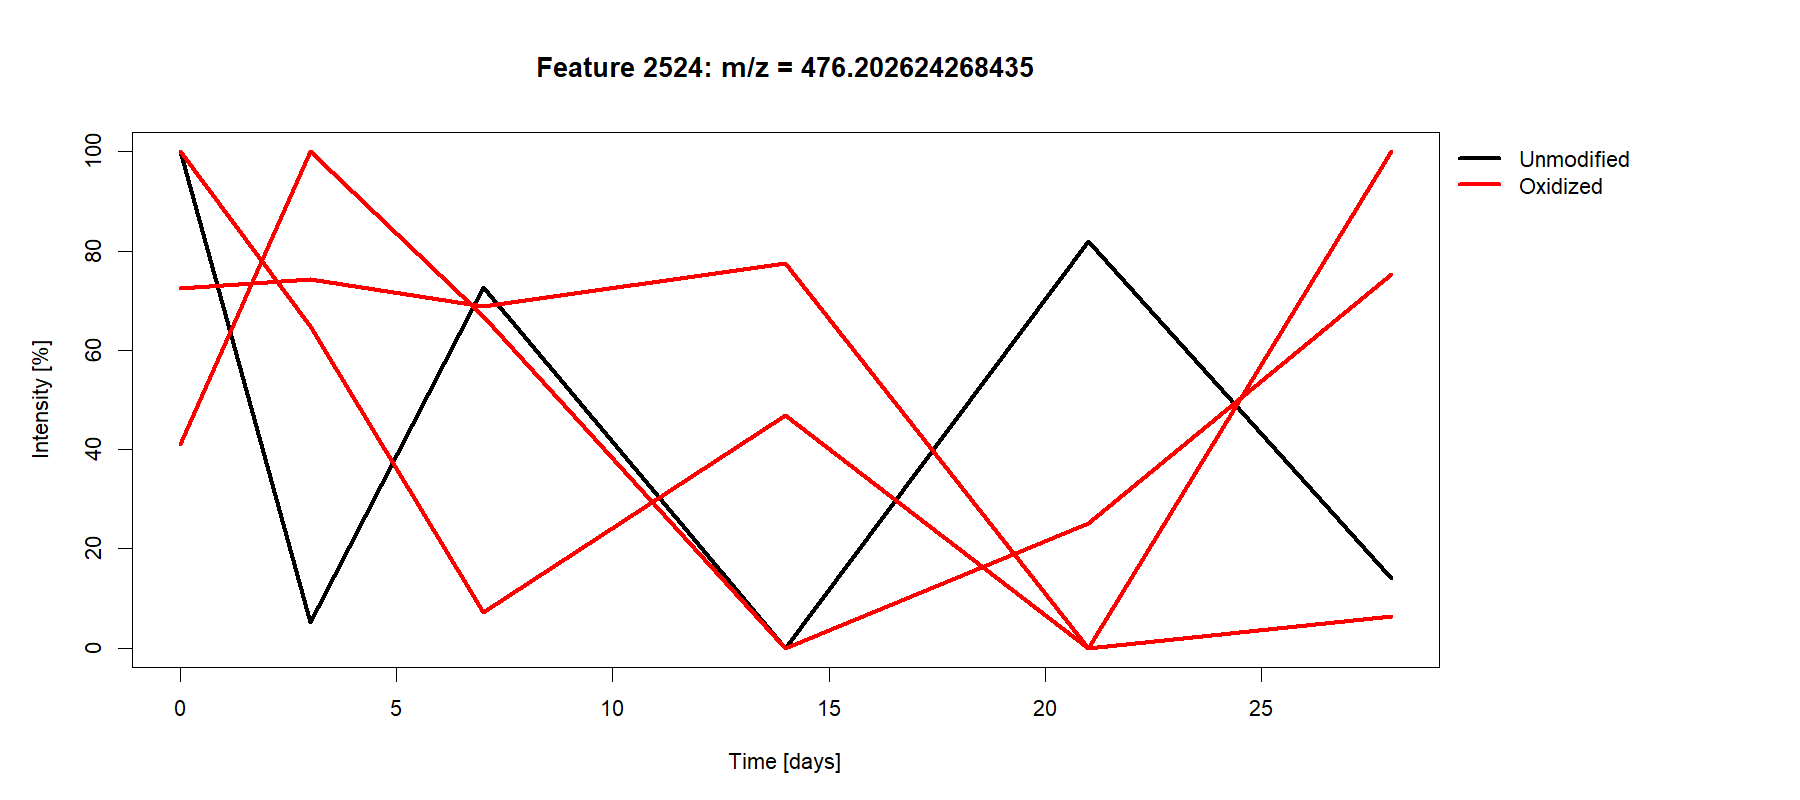 Feature 2524: m/z = 476.202624268435
Unmodified
Oxidized
Intensity [%]
100
80
60
40
20
0
0 5 10 15 20 25
Time [days]